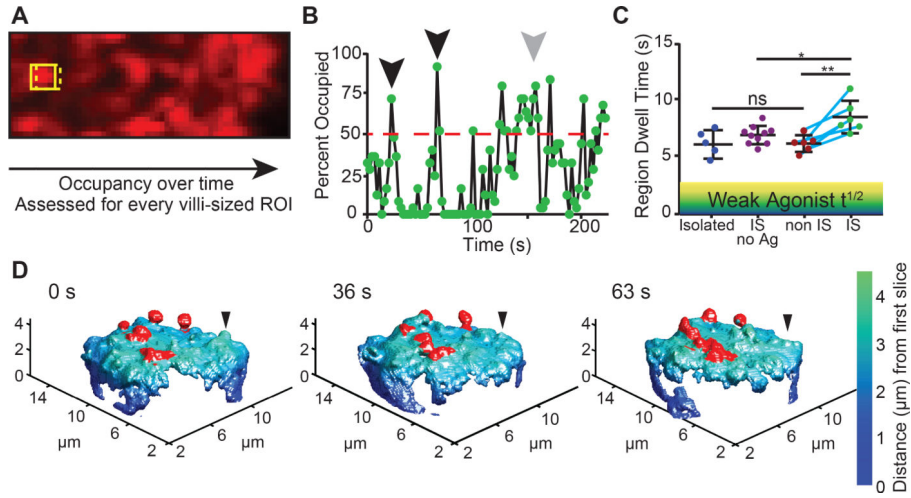 A
Occupancy over time
Assessed for every villi-sized ROI
B
Percent Occupied
100
75
50
25
0
0
100
200
Time (s)
C
Region Dwell Time (s)
15
10
5
0
ns
*
**
Weak Agonist t1/2
Isolated
IS
no Ag
non IS
IS
D
0 s
4
2
0
14
10
6
2
µm
2
6
10
µm
36 s
4
2
0
14
10
6
2
µm
2
6
10
µm
63 s
4
2
0
14
10
6
2
µm
2
6
10
µm
4
3
2
1
0
Distance (µm) from first slice